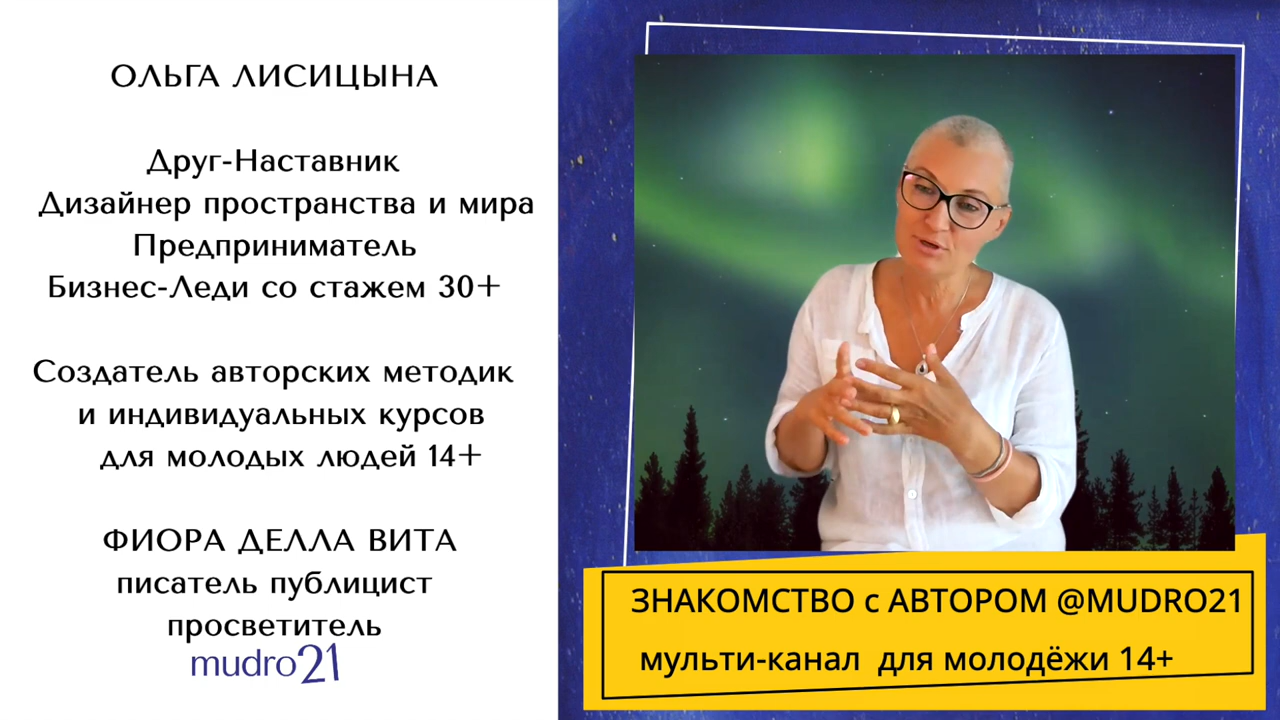 ОЛЬГА ЛИСИЦЫНА
Друг-Наставник
Дизайнер пространства и мира
Предприниматель
Бизнес-Леди со стажем 30+
Создатель авторских методик
и индивидуальных курсов
для молодых людей 14+
ФИОРА ДЕЛЛА ВИТА
писатель публицист
просветитель
mudro21
ЗНАКОМСТВО с АВТОРОМ @MUDRO21
мульти-канал для молодёжи 14+